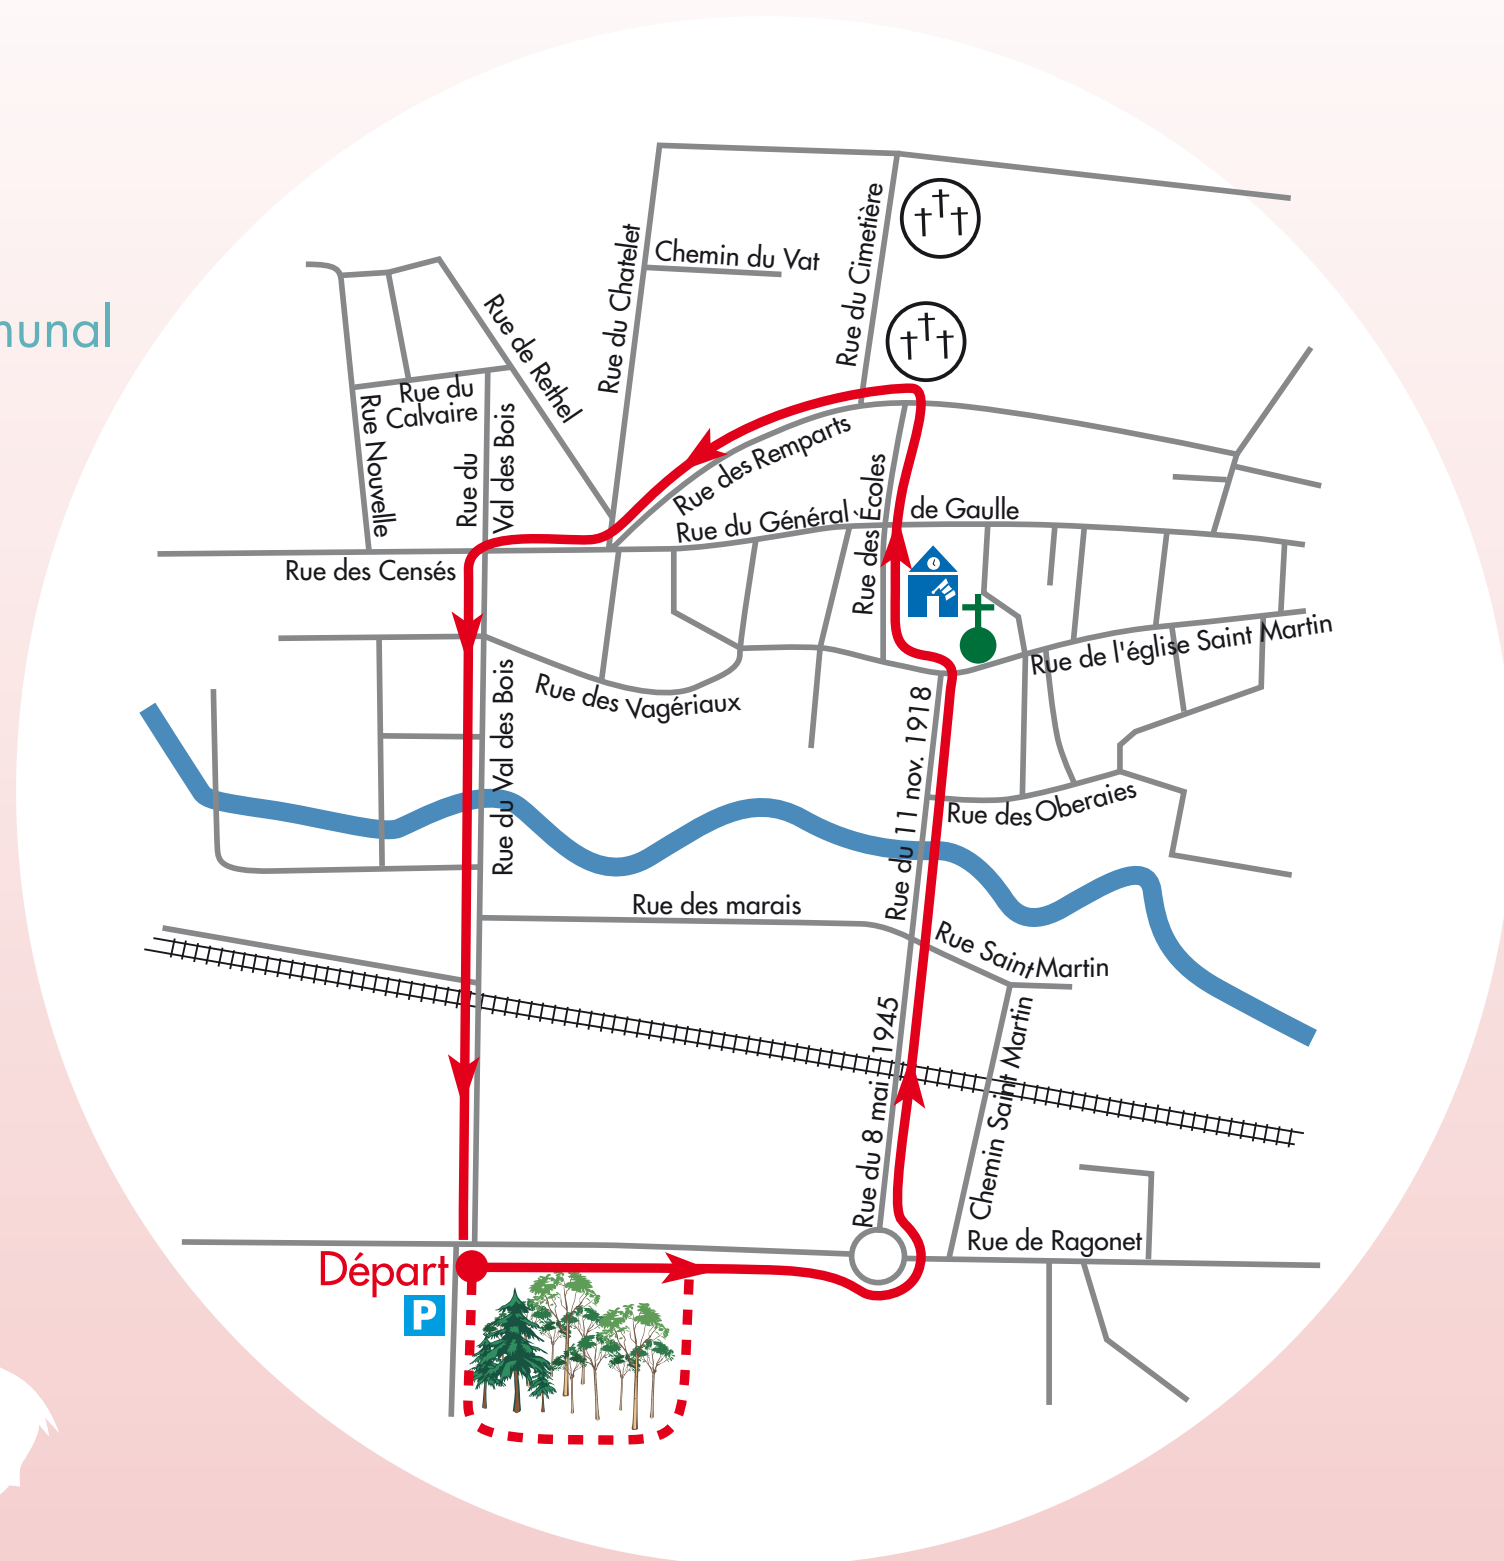 munal
Chemin du Vat
Rue du Chatelet
Rue du Cimetière
Rue de Rethel
Rue du
Calvaire
Rue Nouvelle
Rue du
Val des Bois
Rue des Remparts
Rue des Écoles
Rue du Général
de Gaulle
Rue des Censés
Rue de l'église Saint Martin
Rue des Vagériaux
Rue du Val des Bois
Rue du 11 nov. 1918
Rue des Oberaies
Rue des marais
Rue Saint Martin
Rue du 8 mai 1945
Chemin Saint Martin
Rue de Ragonet
Départ
P